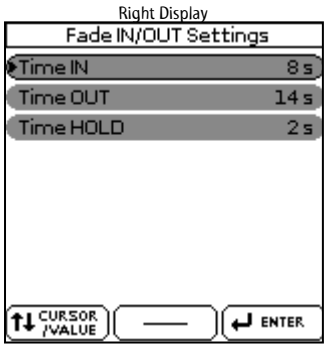 Right Display
Fade IN/OUT Settings
Time IN 8 s
Time OUT 14 s
Time HOLD 2 s
CURSOR
/VALUE
ENTER